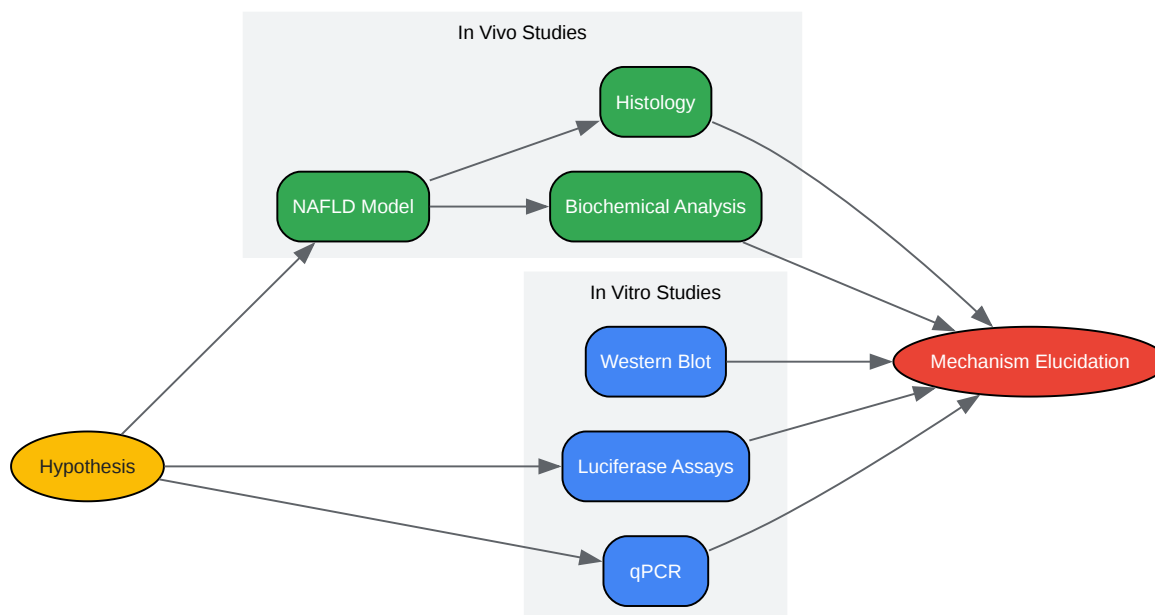 In Vivo Studies
Histology
NAFLD Model
Biochemical Analysis
In Vitro Studies
Western Blot
Mechanism Elucidation
Hypothesis
Luciferase Assays
qPCR